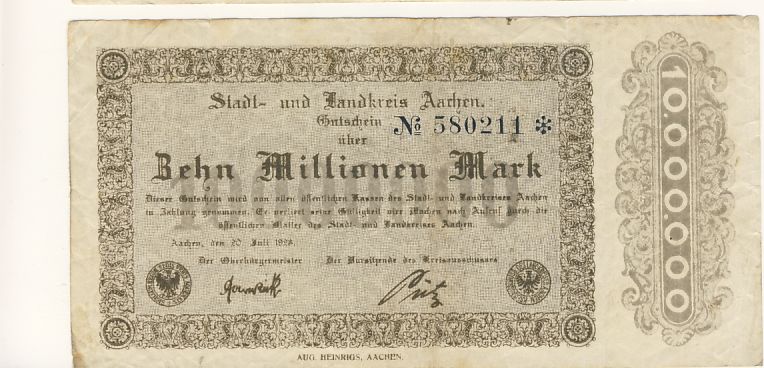 Stadt- und Landkreis Aachen.
Gutschein № 580211 *
über
Zehn Millionen Mark
Dieser Gutschein wird von allen öffentlichen Kassen des Stadt- und Landkreises Aachen
in Zahlung genommen. Er verliert seine Gültigkeit vier Wochen nach Aufruf durch die
öffentlichen Blätter des Stadt- und Landkreises Aachen.
Aachen, den 20 Juli 1923.
Der Oberbürgermeister Der Vorsitzende des Kreisausschusses
AUG. HEINRIGS, AACHEN.
10.000.000